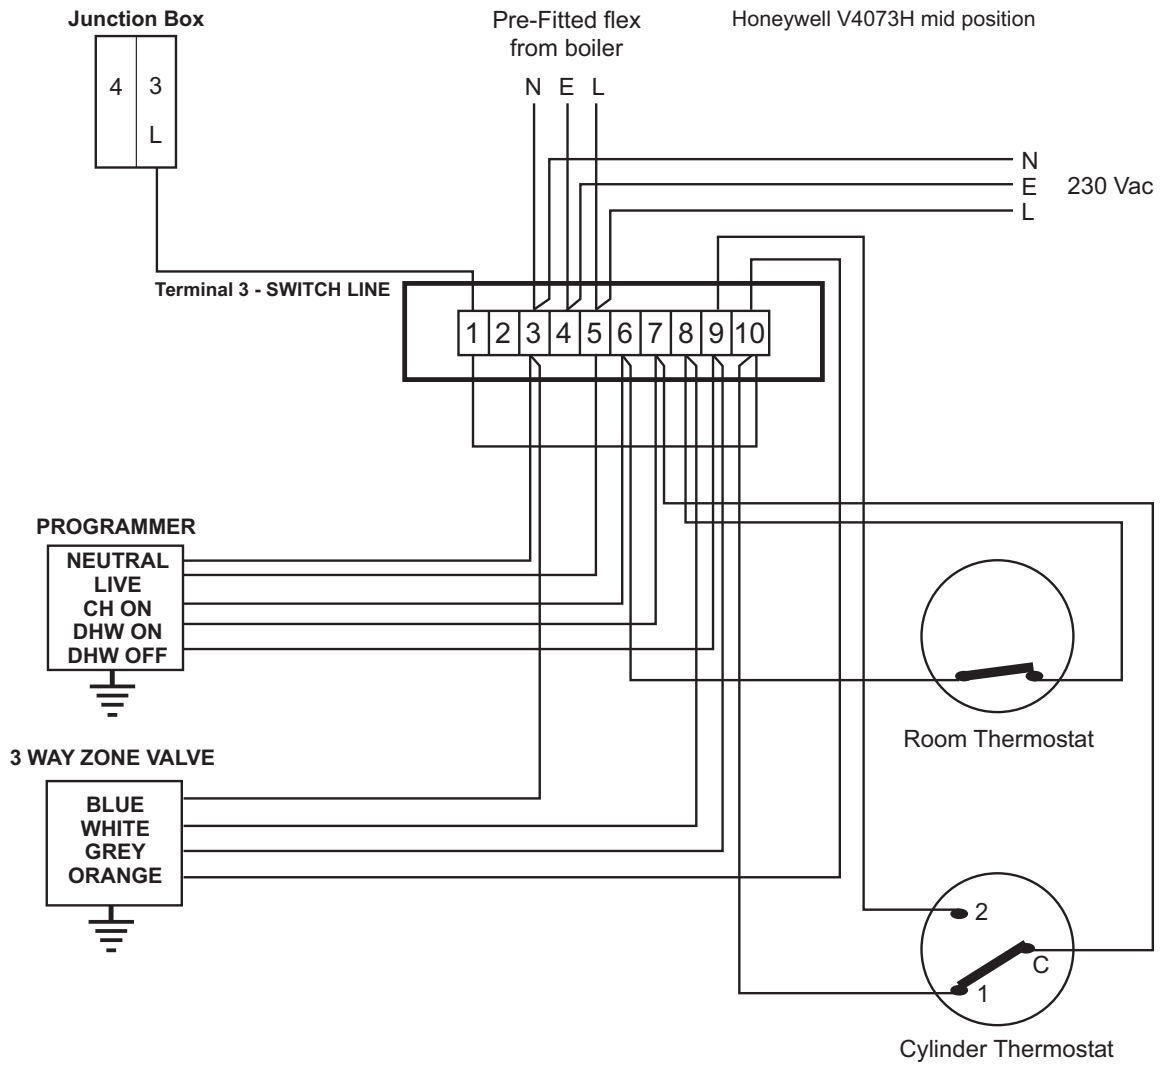 Junction Box
Pre-Fitted flex
from boiler
Honeywell V4073H mid position
4 3
L
N E L
N
E
L
230 Vac
Terminal 3 - SWITCH LINE
1 2 3 4 5 6 7 8 9 10
PROGRAMMER
NEUTRAL
LIVE
CH ON
DHW ON
DHW OFF
Room Thermostat
3 WAY ZONE VALVE
BLUE
WHITE
GREY
ORANGE
2
C
1
Cylinder Thermostat